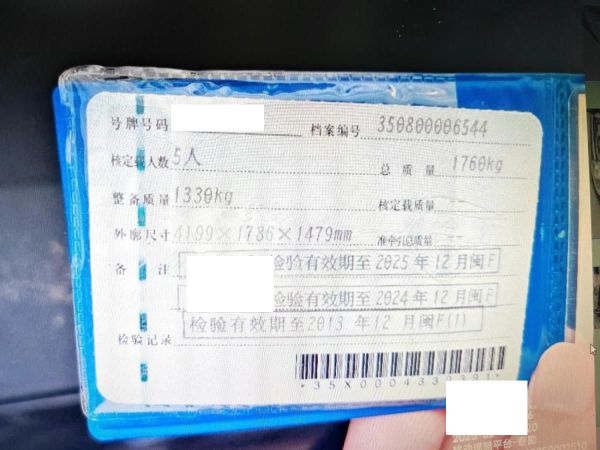 号牌号码 档案编号 350800006544
核定载人数 5人 总质量 1760kg
整备质量 1330kg 核定载质量 --
外廓尺寸 4199×1786×1479mm 准牵引总质量 --
备注 检验有效期至2025年12月闽F
检验有效期至2024年12月闽F
检验有效期至2013年12月闽F(1)
检验记录